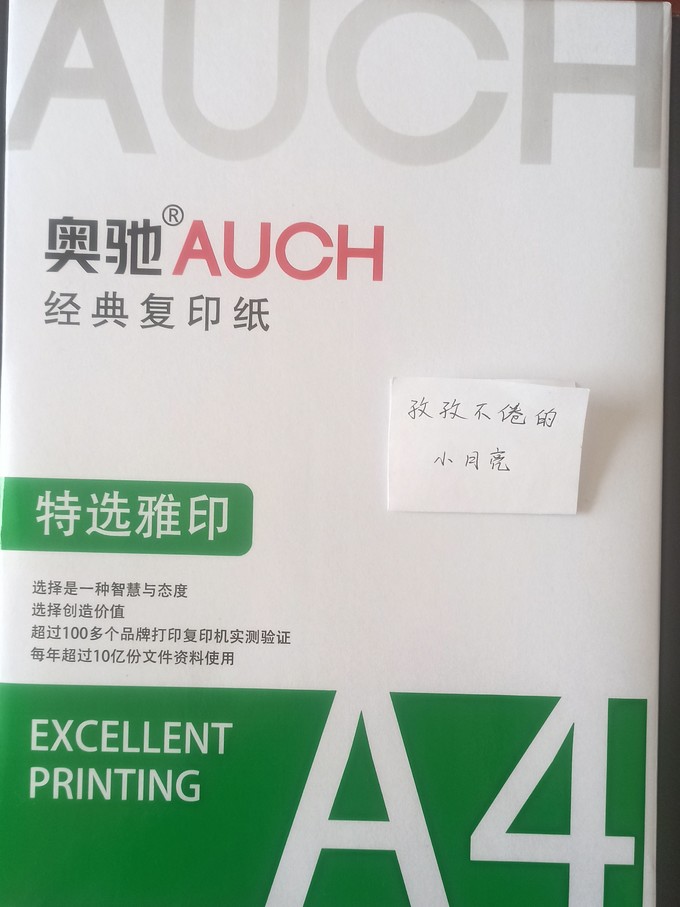 AUCH
奥驰®AUCH
经典复印纸
孜孜不倦的
小月亮
特选雅印
选择是一种智慧与态度
选择创造价值
超过100多个品牌打印复印机实测验证
每年超过10亿份文件资料使用
EXCELLENT
PRINTING
A4